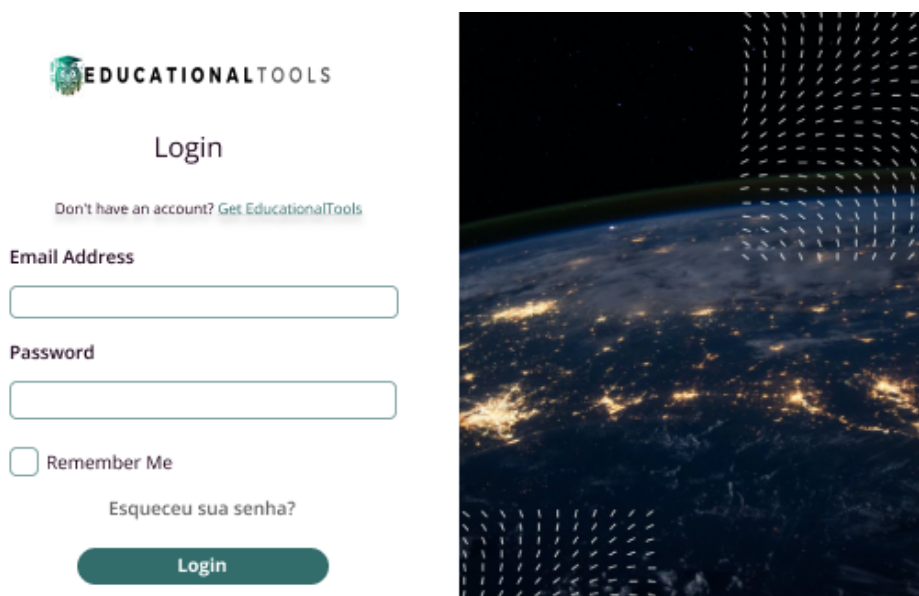 EDUCATIONALTOOLS
Login
Don't have an account? Get EducationalTools
Email Address
Password
Remember Me
Esqueceu sua senha?
Login